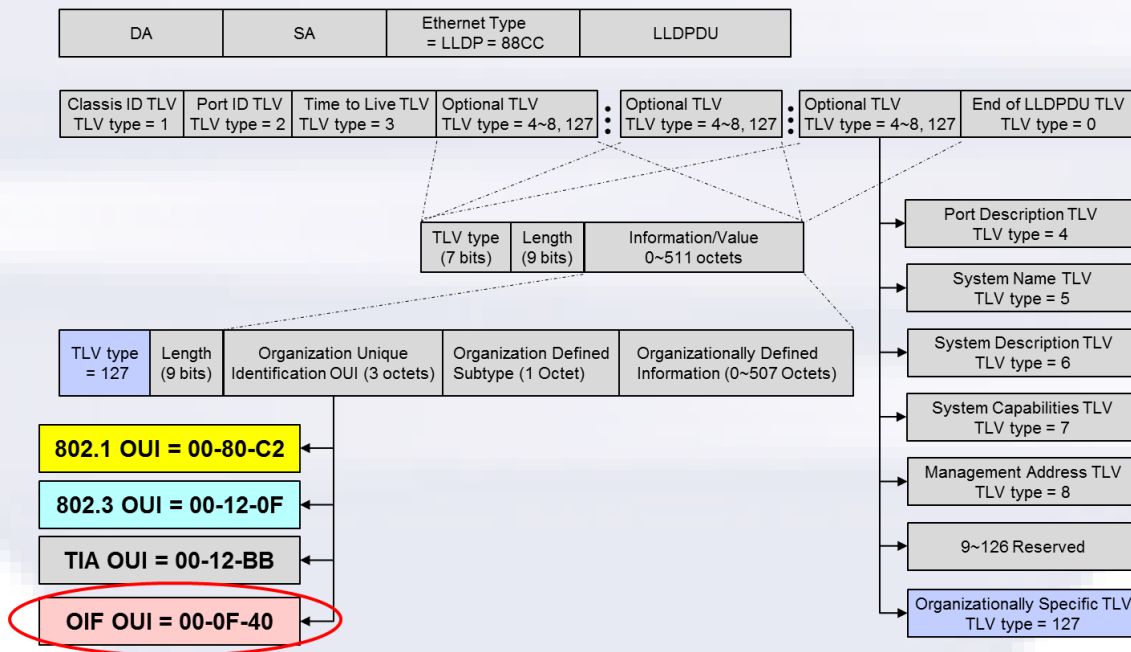 DA
SA
Ethernet Type
= LLDP = 88CC
LLDPDU
Classis ID TLV
TLV type = 1
Port ID TLV
TLV type = 2
Time to Live TLV
TLV type = 3
Optional TLV
TLV type = 4~8, 127
:
Optional TLV
TLV type = 4~8, 127
:
Optional TLV
TLV type = 4~8, 127
End of LLDPDU TLV
TLV type = 0
TLV type
(7 bits)
Length
(9 bits)
Information/Value
0~511 octets
TLV type
= 127
Length
(9 bits)
Organization Unique
Identification OUI (3 octets)
Organization Defined
Subtype (1 Octet)
Organizationally Defined
Information (0~507 Octets)
802.1 OUI = 00-80-C2
802.3 OUI = 00-12-0F
TIA OUI = 00-12-BB
OIF OUI = 00-0F-40
Port Description TLV
TLV type = 4
System Name TLV
TLV type = 5
System Description TLV
TLV type = 6
System Capabilities TLV
TLV type = 7
Management Address TLV
TLV type = 8
9~126 Reserved
Organizationally Specific TLV
TLV type = 127